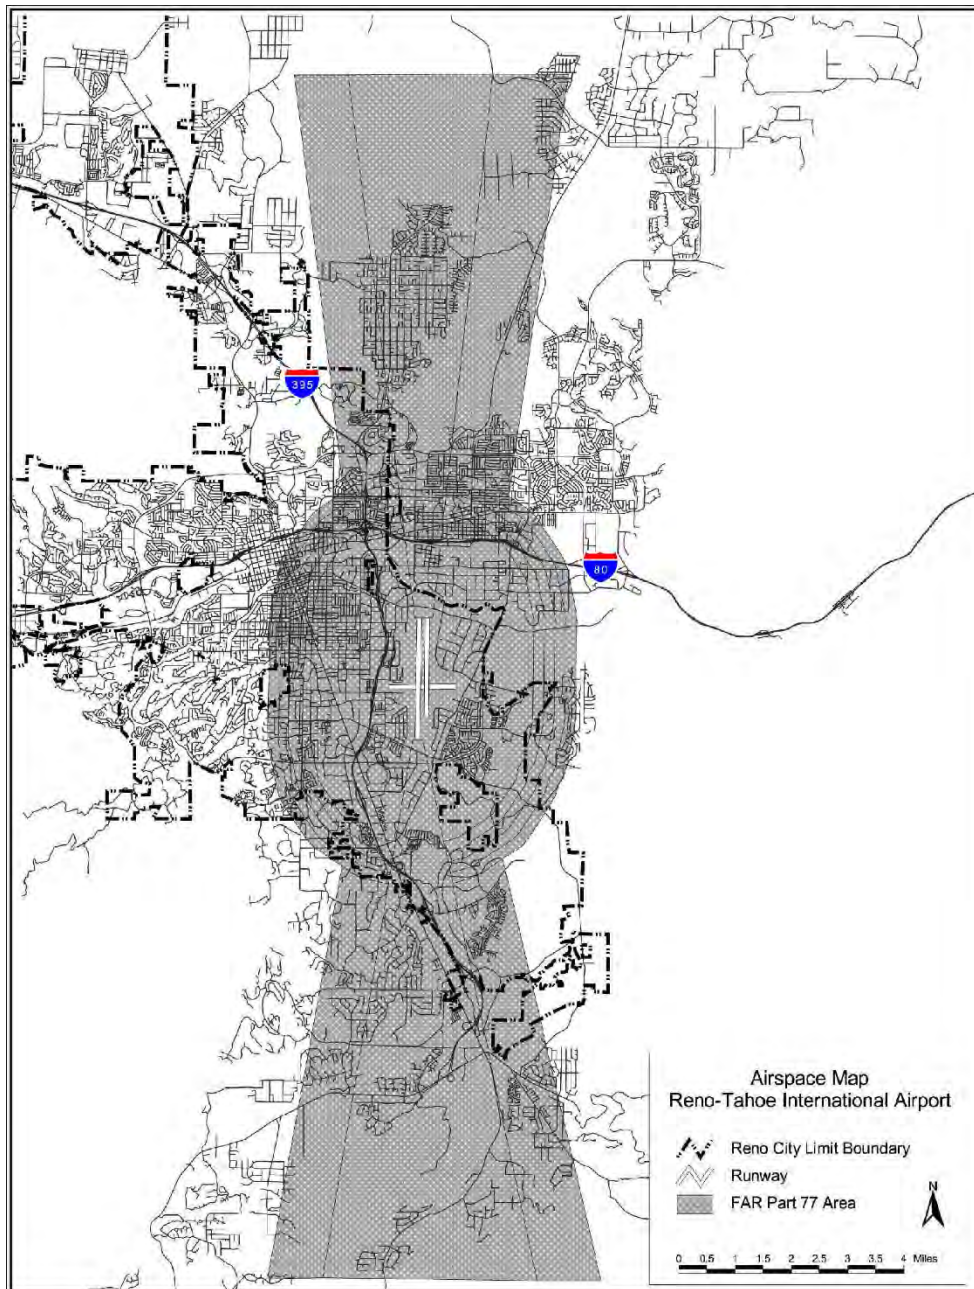 395
80
Airspace Map
Reno-Tahoe International Airport
Reno City Limit Boundary
Runway
FAR Part 77 Area
N
0 0.5 1 1.5 2 2.5 3 3.5 4 Miles